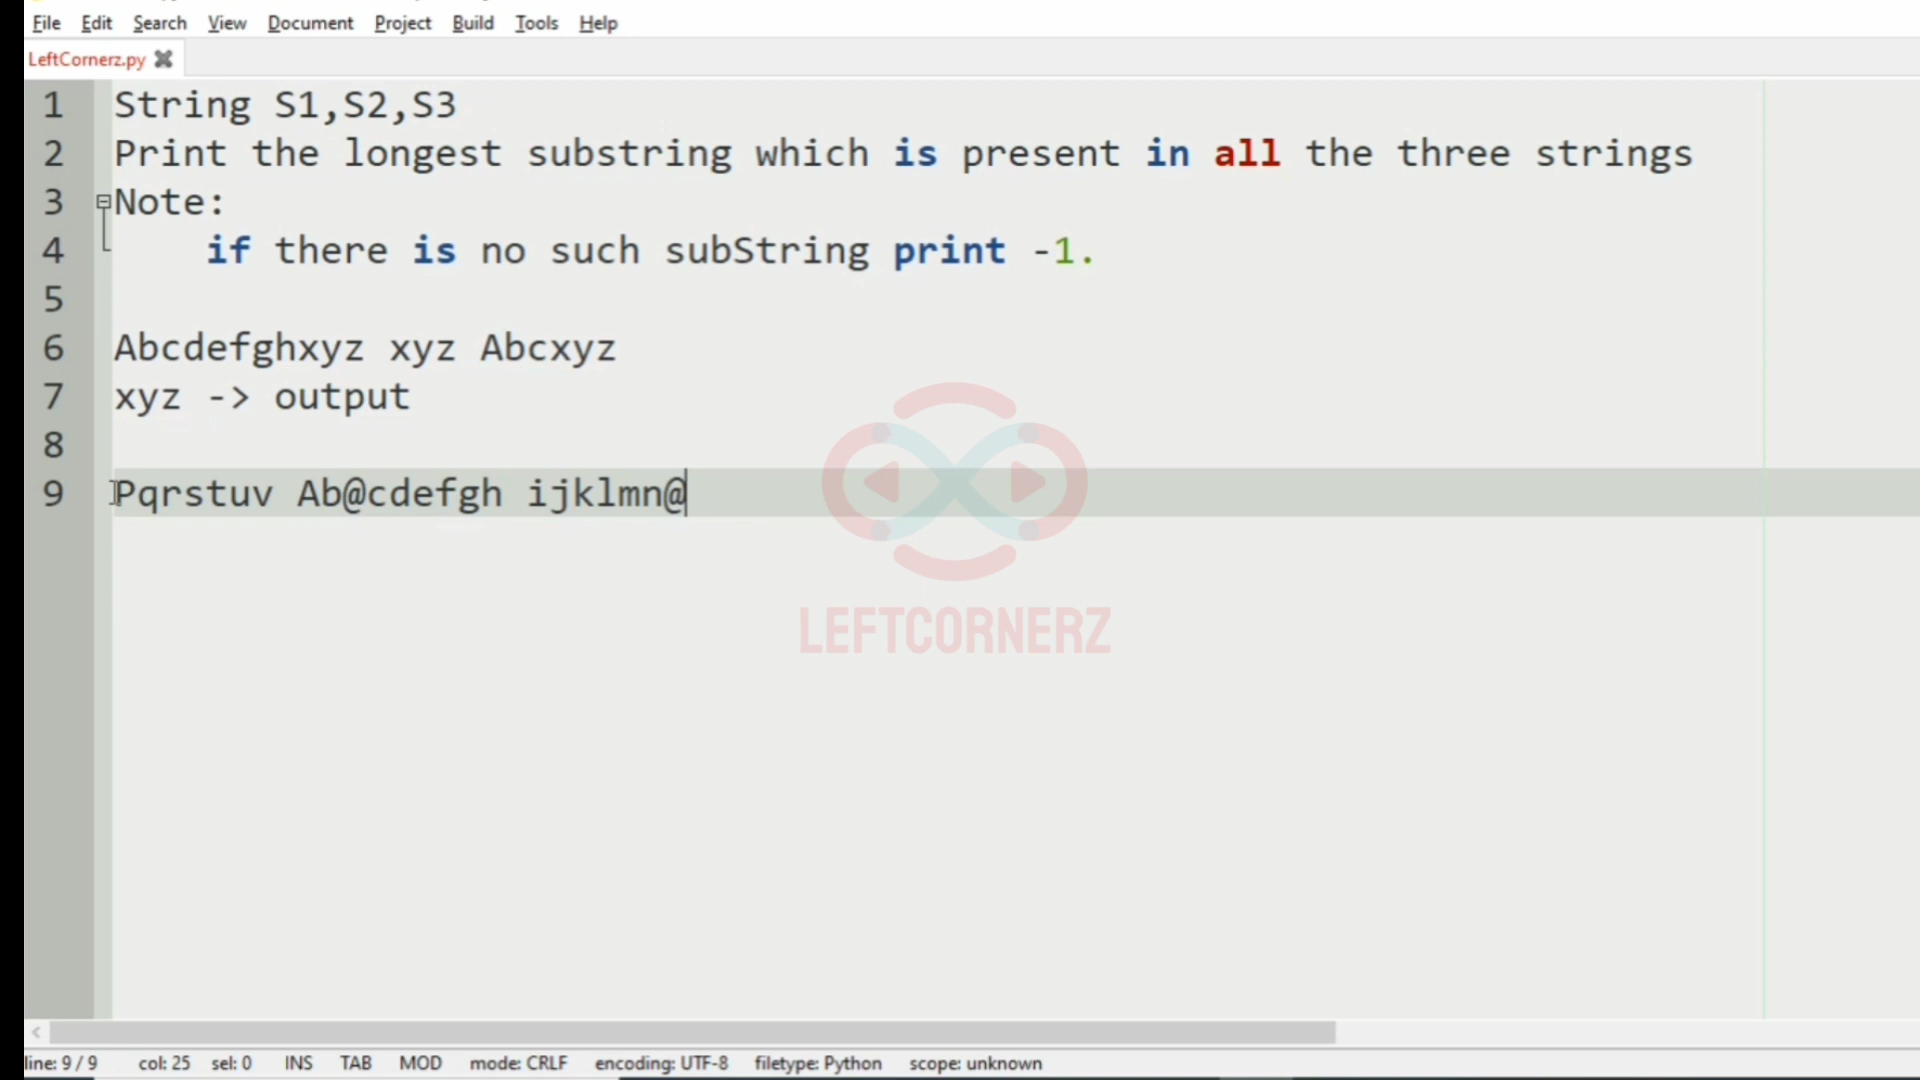 File Edit Search View Document Project Build Tools Help
LeftCornerz.py
1 String S1,S2,S3
2 Print the longest substring which is present in all the three strings
3 Note:
4 if there is no such subString print -1.
5
6 Abcdefghxyz xyz Abcxyz
7 xyz -> output
8
9 Pqrstuv Ab@cdefgh ijklmn@
LEFTCORNERZ
line: 9 / 9 col: 25 sel: 0 INS TAB MOD mode: CRLF encoding: UTF-8 filetype: Python scope: unknown